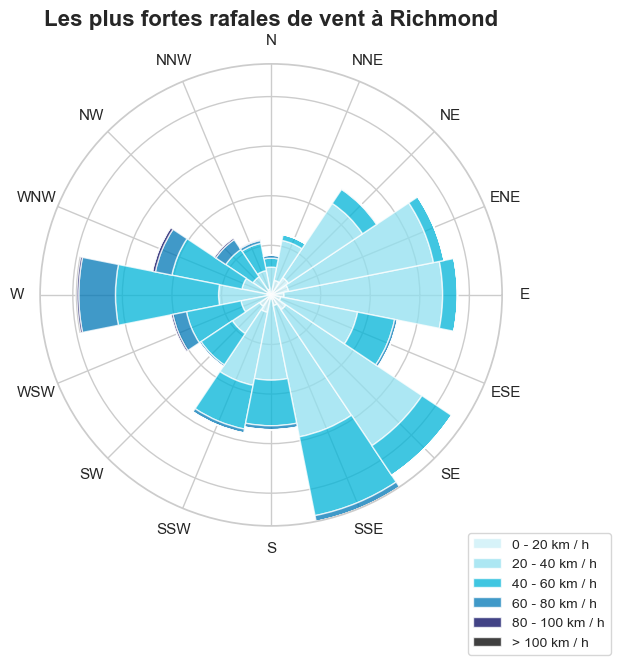 Les plus fortes rafales de vent à Richmond
N
NNW
NNE
NW
NE
WNW
ENE
W
E
WSW
ESE
SW
SE
SSW
SSE
S
0 - 20 km / h
20 - 40 km / h
40 - 60 km / h
60 - 80 km / h
80 - 100 km / h
> 100 km / h